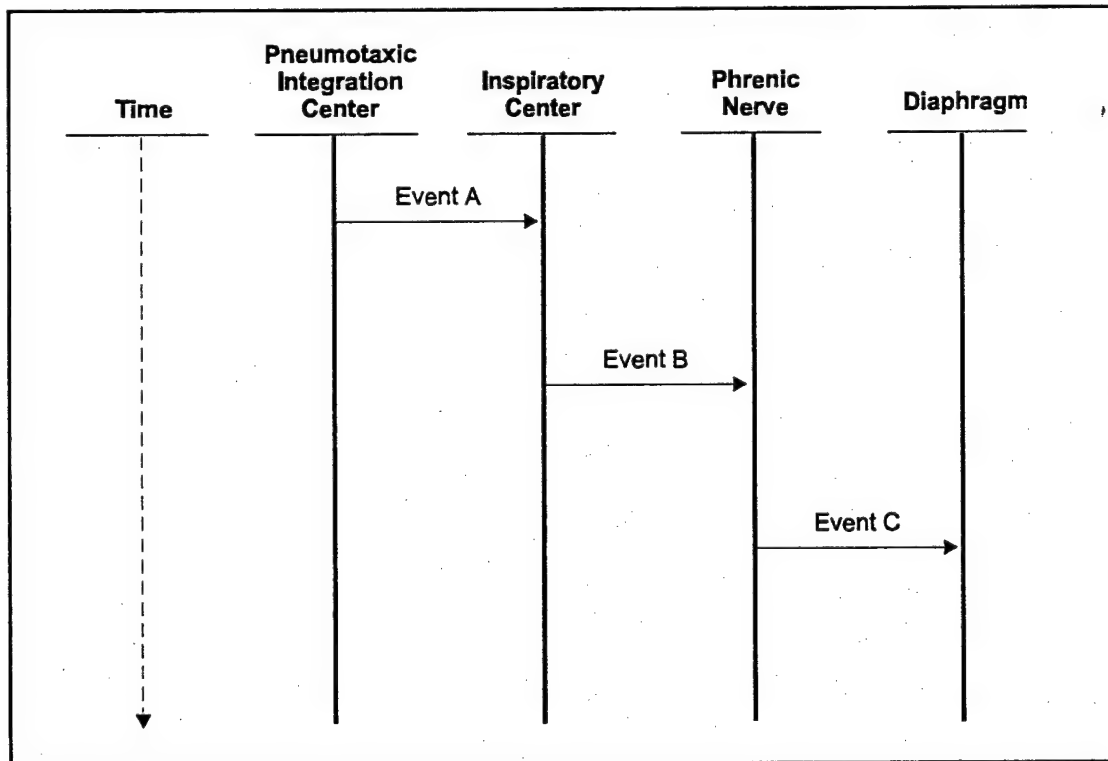 Time
Pneumotaxic
Integration
Center
Inspiratory
Center
Phrenic
Nerve
Diaphragm
Event A
Event B
Event C